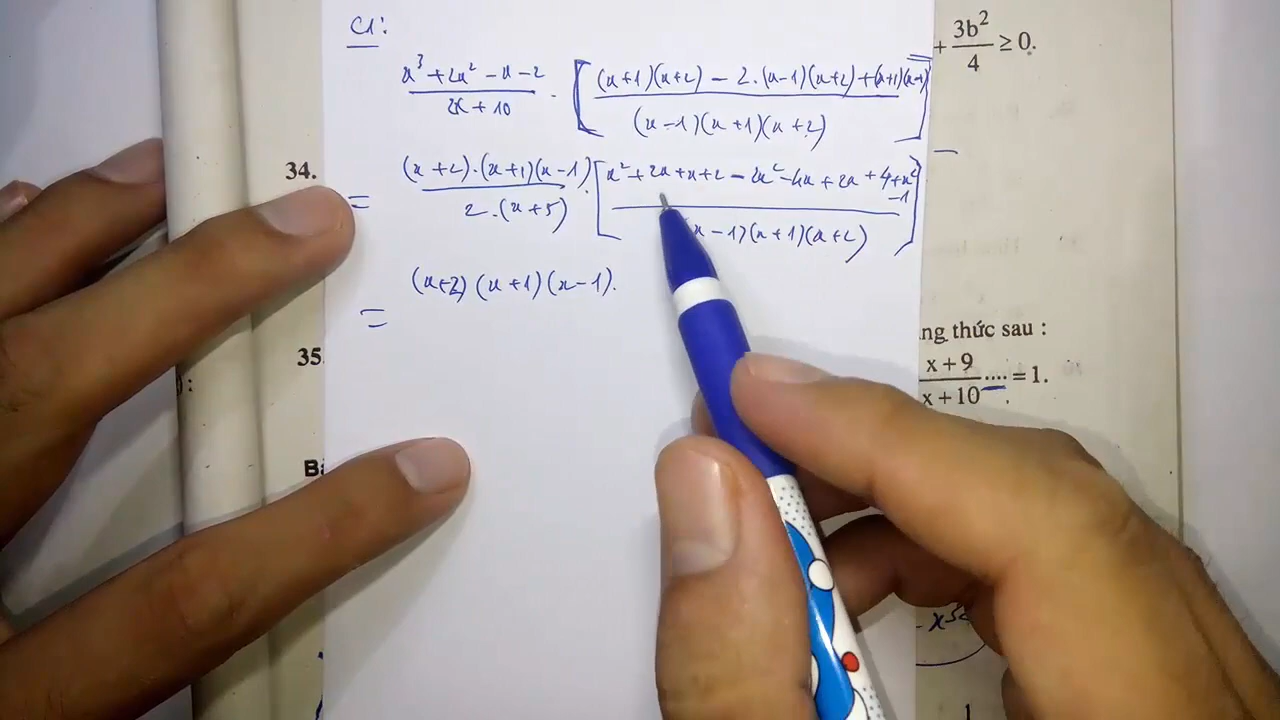 C1:
+ 3b²/4 ≥ 0.
(x³ + 2x² - x - 2)/(2x + 10) · [((x+1)(x+2) - 2.(x-1)(x+2) + (x+1)(x-1))/((x-1)(x+1)(x+2))]
34.
= ((x+2).(x+1)(x-1))/(2.(x+5)) · [(x² + 2x + x + 2 - 2x² - 4x + 2x + 4 + x² - 1)/((x-1)(x+1)(x+2))]
= (x+2)(x+1)(x-1).
ng thức sau :
35.
x + 9/x + 10 .... = 1.